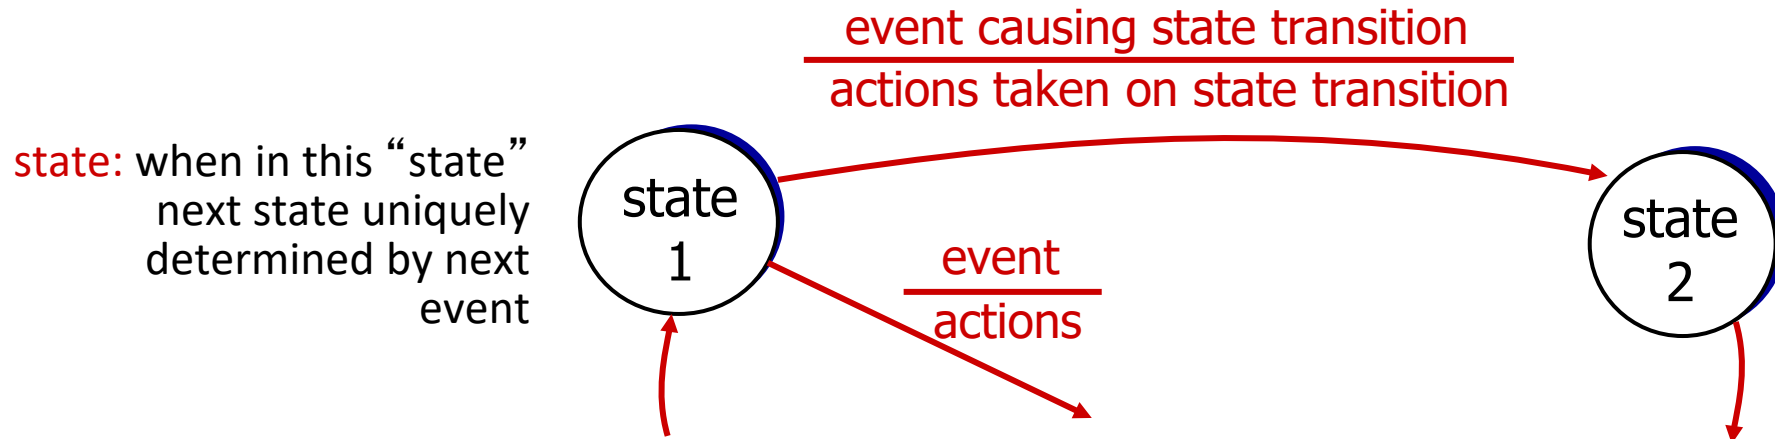 event causing state transition
actions taken on state transition
state: when in this “state”
next state uniquely
determined by next
event
state
1
event
actions
state
2